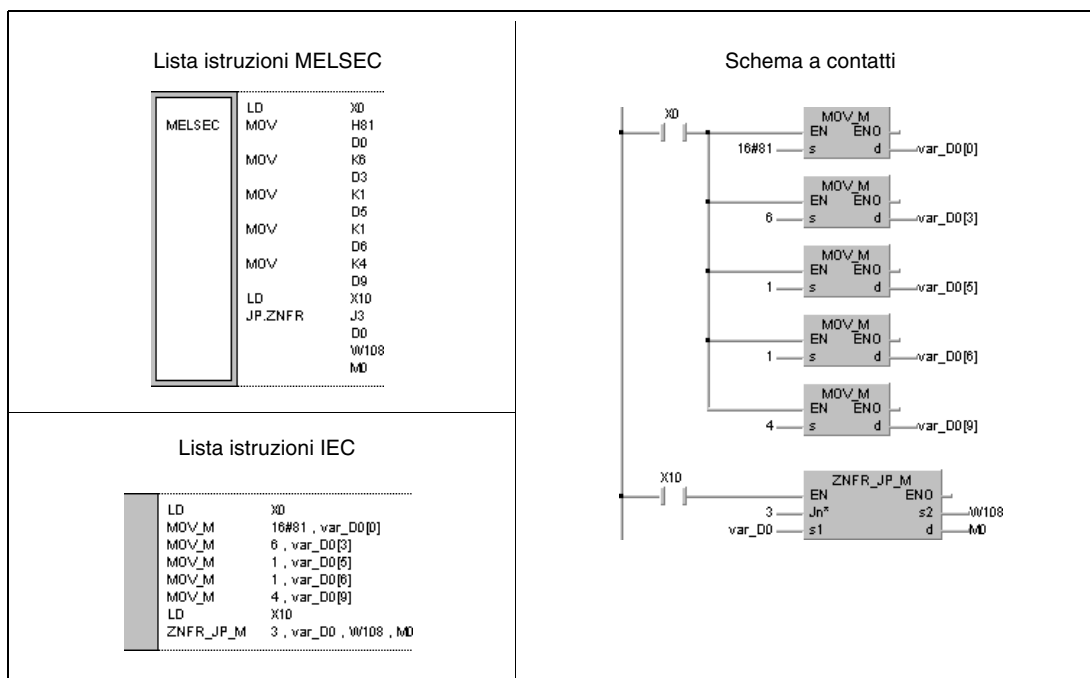 Lista istruzioni MELSEC
MELSEC
LD X0
MOV H81
D0
MOV K6
D3
MOV K1
D5
MOV K1
D6
MOV K4
D9
LD X10
JP.ZNFR J3
D0
W108
M0
Lista istruzioni IEC
LD X0
MOV_M 16#81 , var_D0[0]
MOV_M 6 , var_D0[3]
MOV_M 1 , var_D0[5]
MOV_M 1 , var_D0[6]
MOV_M 4 , var_D0[9]
LD X10
ZNFR_JP_M 3 , var_D0 , W108 , M0
Schema a contatti
X0
MOV_M
EN ENO
16#81 s d var_D0[0]
MOV_M
EN ENO
6 s d var_D0[3]
MOV_M
EN ENO
1 s d var_D0[5]
MOV_M
EN ENO
1 s d var_D0[6]
MOV_M
EN ENO
4 s d var_D0[9]
X10
ZNFR_JP_M
EN ENO
3 Jn* s2 W108
var_D0 s1 d M0